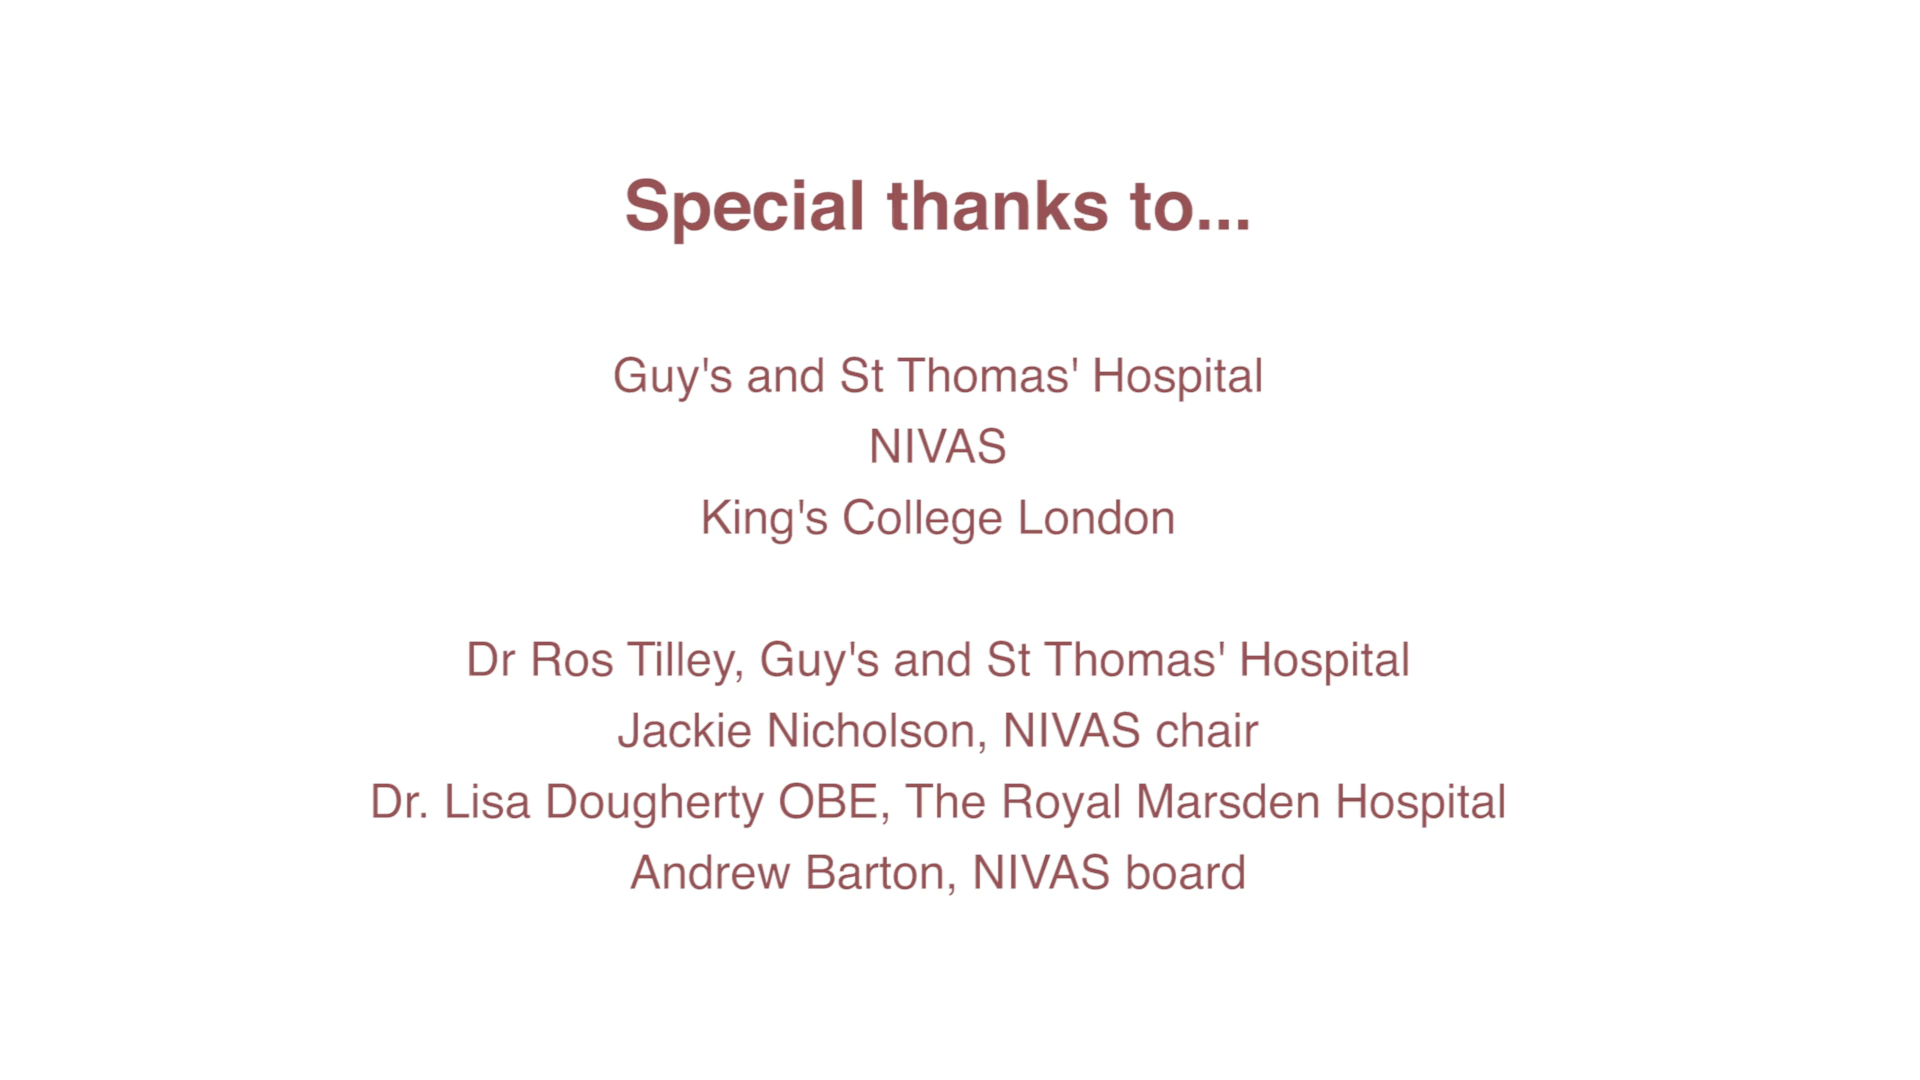 Special thanks to...
Guy's and St Thomas' Hospital
NIVAS
King's College London
Dr Ros Tilley, Guy's and St Thomas' Hospital
Jackie Nicholson, NIVAS chair
Dr. Lisa Dougherty OBE, The Royal Marsden Hospital
Andrew Barton, NIVAS board